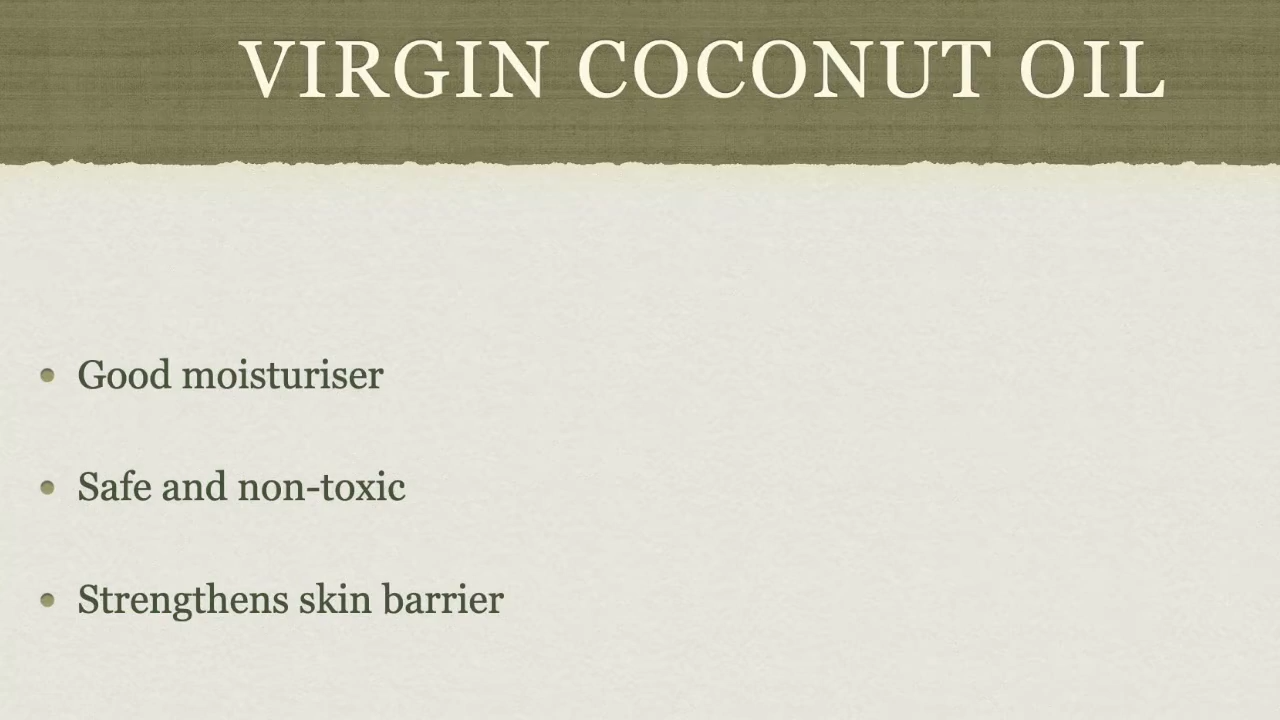 VIRGIN COCONUT OIL
• Good moisturiser
• Safe and non-toxic
• Strengthens skin barrier